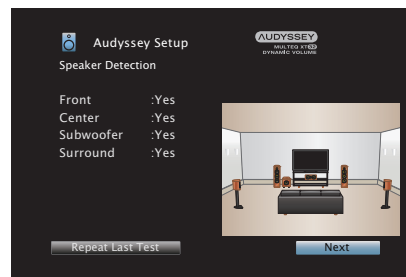 Audyssey Setup
AUDYSSEY
MULTEQ XT32
DYNAMIC VOLUME
Speaker Detection
Front :Yes
Center :Yes
Subwoofer :Yes
Surround :Yes
Repeat Last Test
Next